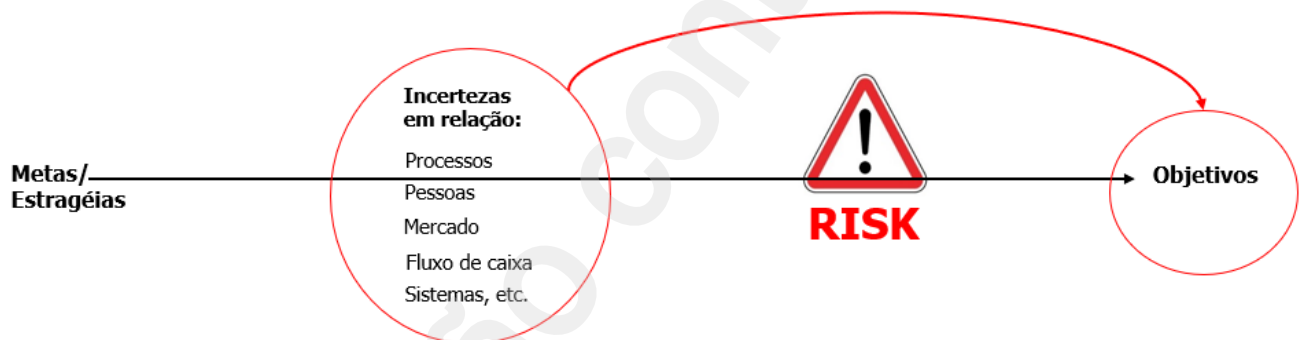 Metas/
Estragéias
Incertezas
em relação:
Processos
Pessoas
Mercado
Fluxo de caixa
Sistemas, etc.
RISK
Objetivos